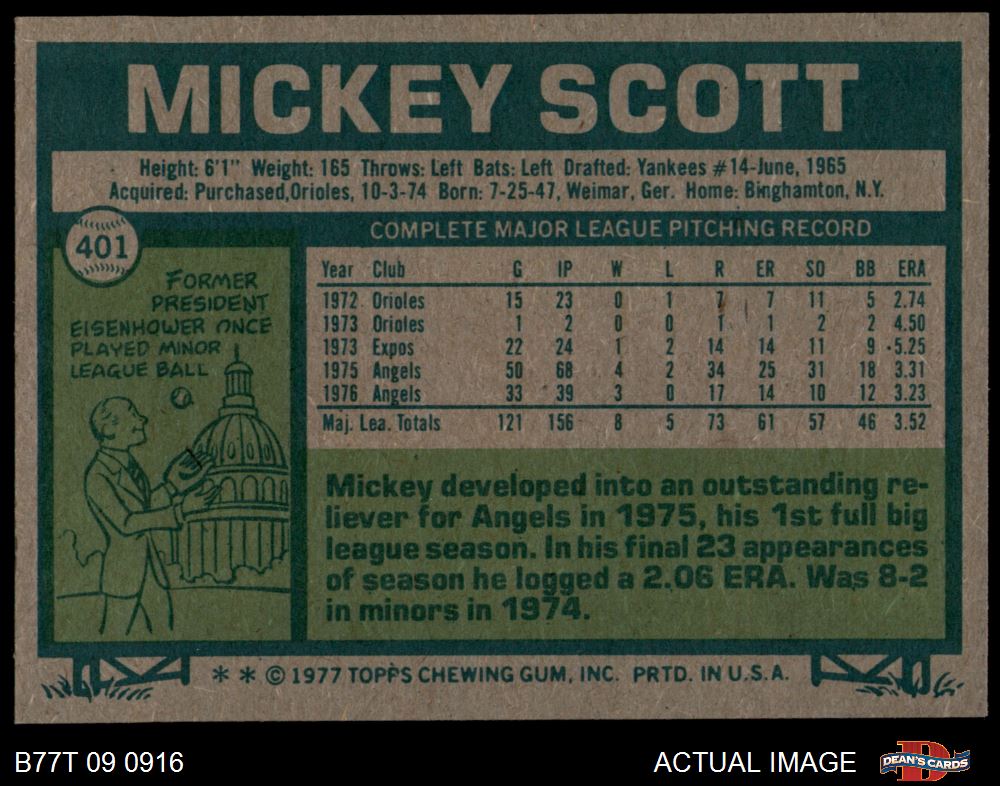 MICKEY SCOTT
Height: 6'1" Weight: 165 Throws: Left Bats: Left Drafted: Yankees #14-June, 1965
Acquired: Purchased,Orioles, 10-3-74 Born: 7-25-47, Weimar, Ger. Home: Binghamton, N.Y.
401
FORMER
PRESIDENT
EISENHOWER ONCE
PLAYED MINOR
LEAGUE BALL
COMPLETE MAJOR LEAGUE PITCHING RECORD
Year Club G IP W L R ER SO BB ERA
1972 Orioles 15 23 0 1 7 7 11 5 2.74
1973 Orioles 1 2 0 0 1 1 2 2 4.50
1973 Expos 22 24 1 2 14 14 11 9 5.25
1975 Angels 50 68 4 2 34 25 31 18 3.31
1976 Angels 33 39 3 0 17 14 10 12 3.23
Maj. Lea. Totals 121 156 8 5 73 61 57 46 3.52
Mickey developed into an outstanding re-
liever for Angels in 1975, his 1st full big
league season. In his final 23 appearances
of season he logged a 2.06 ERA. Was 8-2
in minors in 1974.
* * © 1977 TOPPS CHEWING GUM, INC. PRTD. IN U.S.A.
B77T 09 0916
ACTUAL IMAGE
DEAN'S CARDS